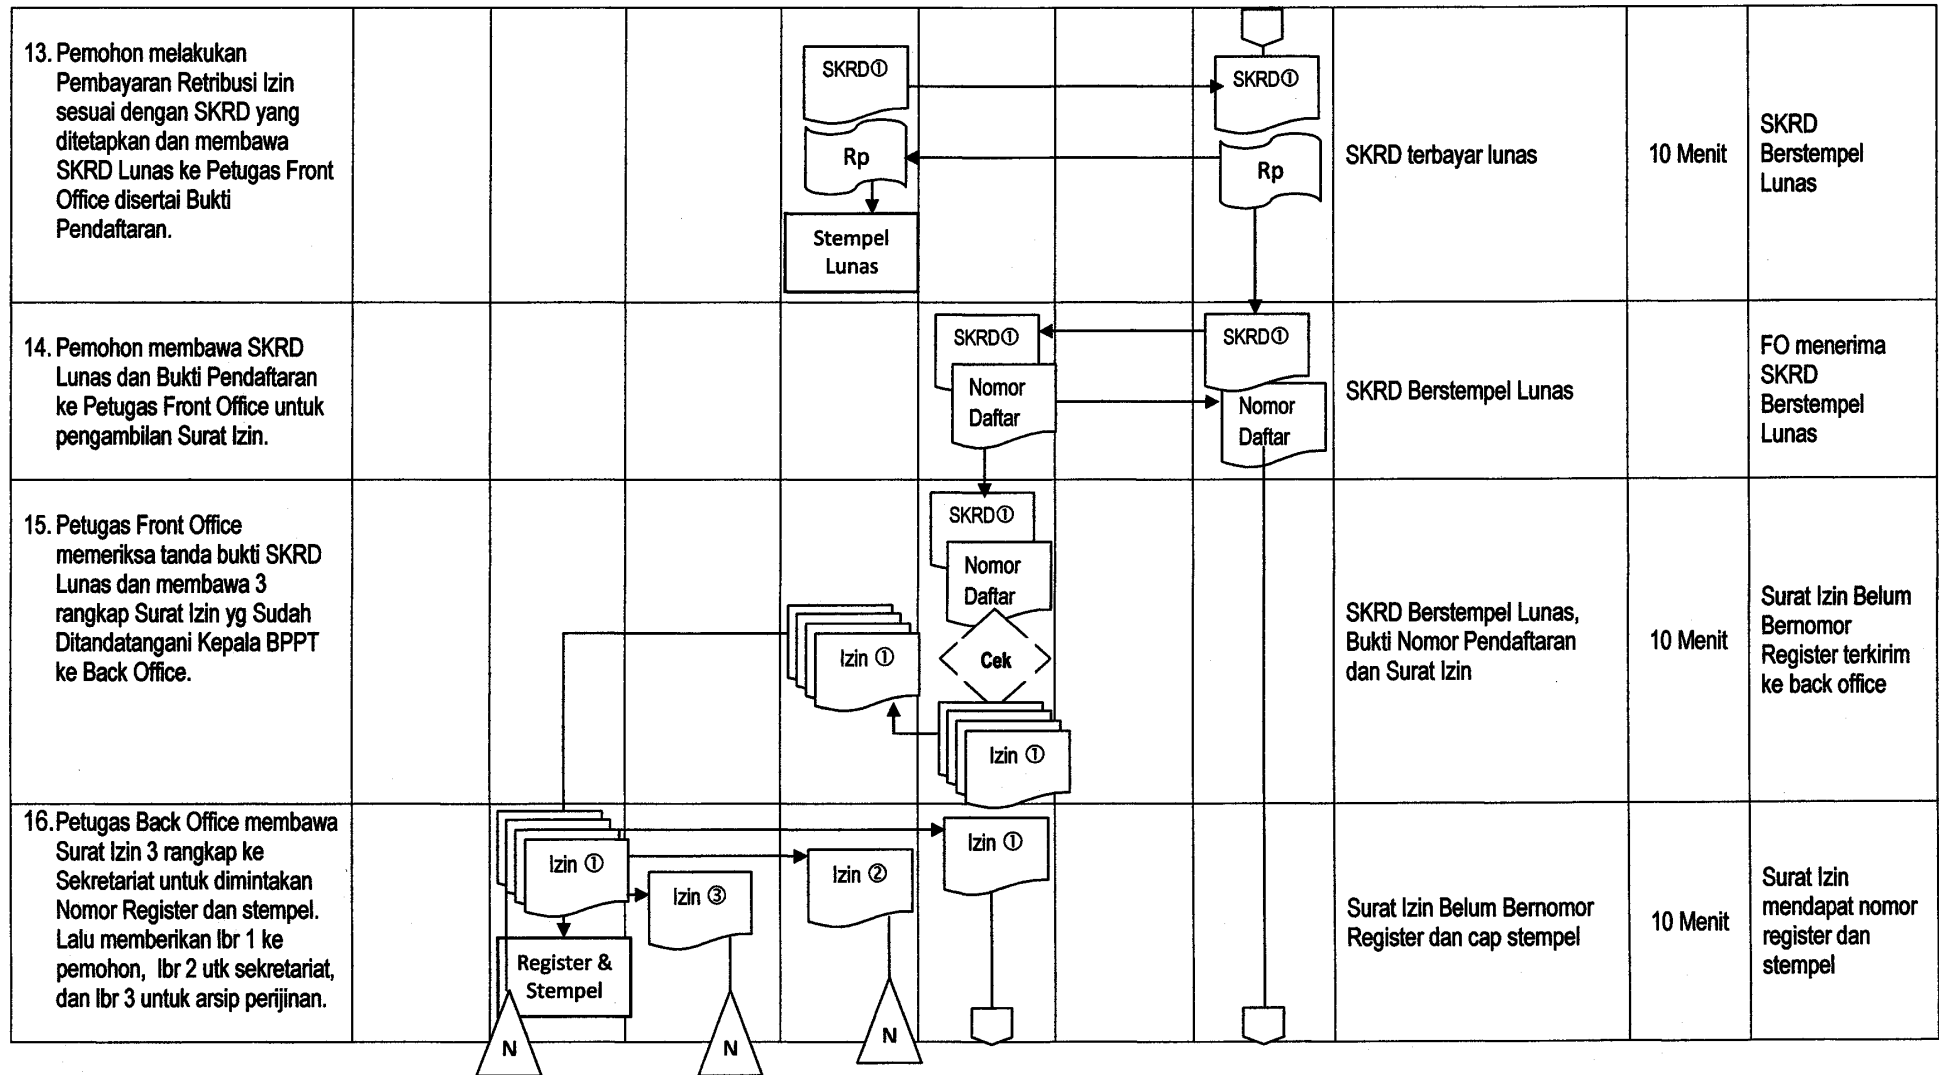 13. Pemohon melakukan
Pembayaran Retribusi Izin
sesuai dengan SKRD yang
ditetapkan dan membawa
SKRD Lunas ke Petugas Front
Office disertai Bukti
Pendaftaran.
SKRD①
Rp
Stempel
Lunas
SKRD①
Rp
SKRD terbayar lunas
10 Menit
SKRD
Berstempel
Lunas
14. Pemohon membawa SKRD
Lunas dan Bukti Pendaftaran
ke Petugas Front Office untuk
pengambilan Surat Izin.
SKRD①
Nomor
Daftar
SKRD①
Nomor
Daftar
SKRD Berstempel Lunas
FO menerima
SKRD
Berstempel
Lunas
15. Petugas Front Office
memeriksa tanda bukti SKRD
Lunas dan membawa 3
rangkap Surat Izin yg Sudah
Ditandatangani Kepala BPPT
ke Back Office.
Izin ①
SKRD①
Nomor
Daftar
Cek
Izin ①
SKRD Berstempel Lunas,
Bukti Nomor Pendaftaran
dan Surat Izin
10 Menit
Surat Izin Belum
Bernomor
Register terkirim
ke back office
16. Petugas Back Office membawa
Surat Izin 3 rangkap ke
Sekretariat untuk dimintakan
Nomor Register dan stempel.
Lalu memberikan lbr 1 ke
pemohon, lbr 2 utk sekretariat,
dan lbr 3 untuk arsip perijinan.
Izin ①
Register &
Stempel
N
Izin ③
N
Izin ②
N
Izin ①
Surat Izin Belum Bernomor
Register dan cap stempel
10 Menit
Surat Izin
mendapat nomor
register dan
stempel